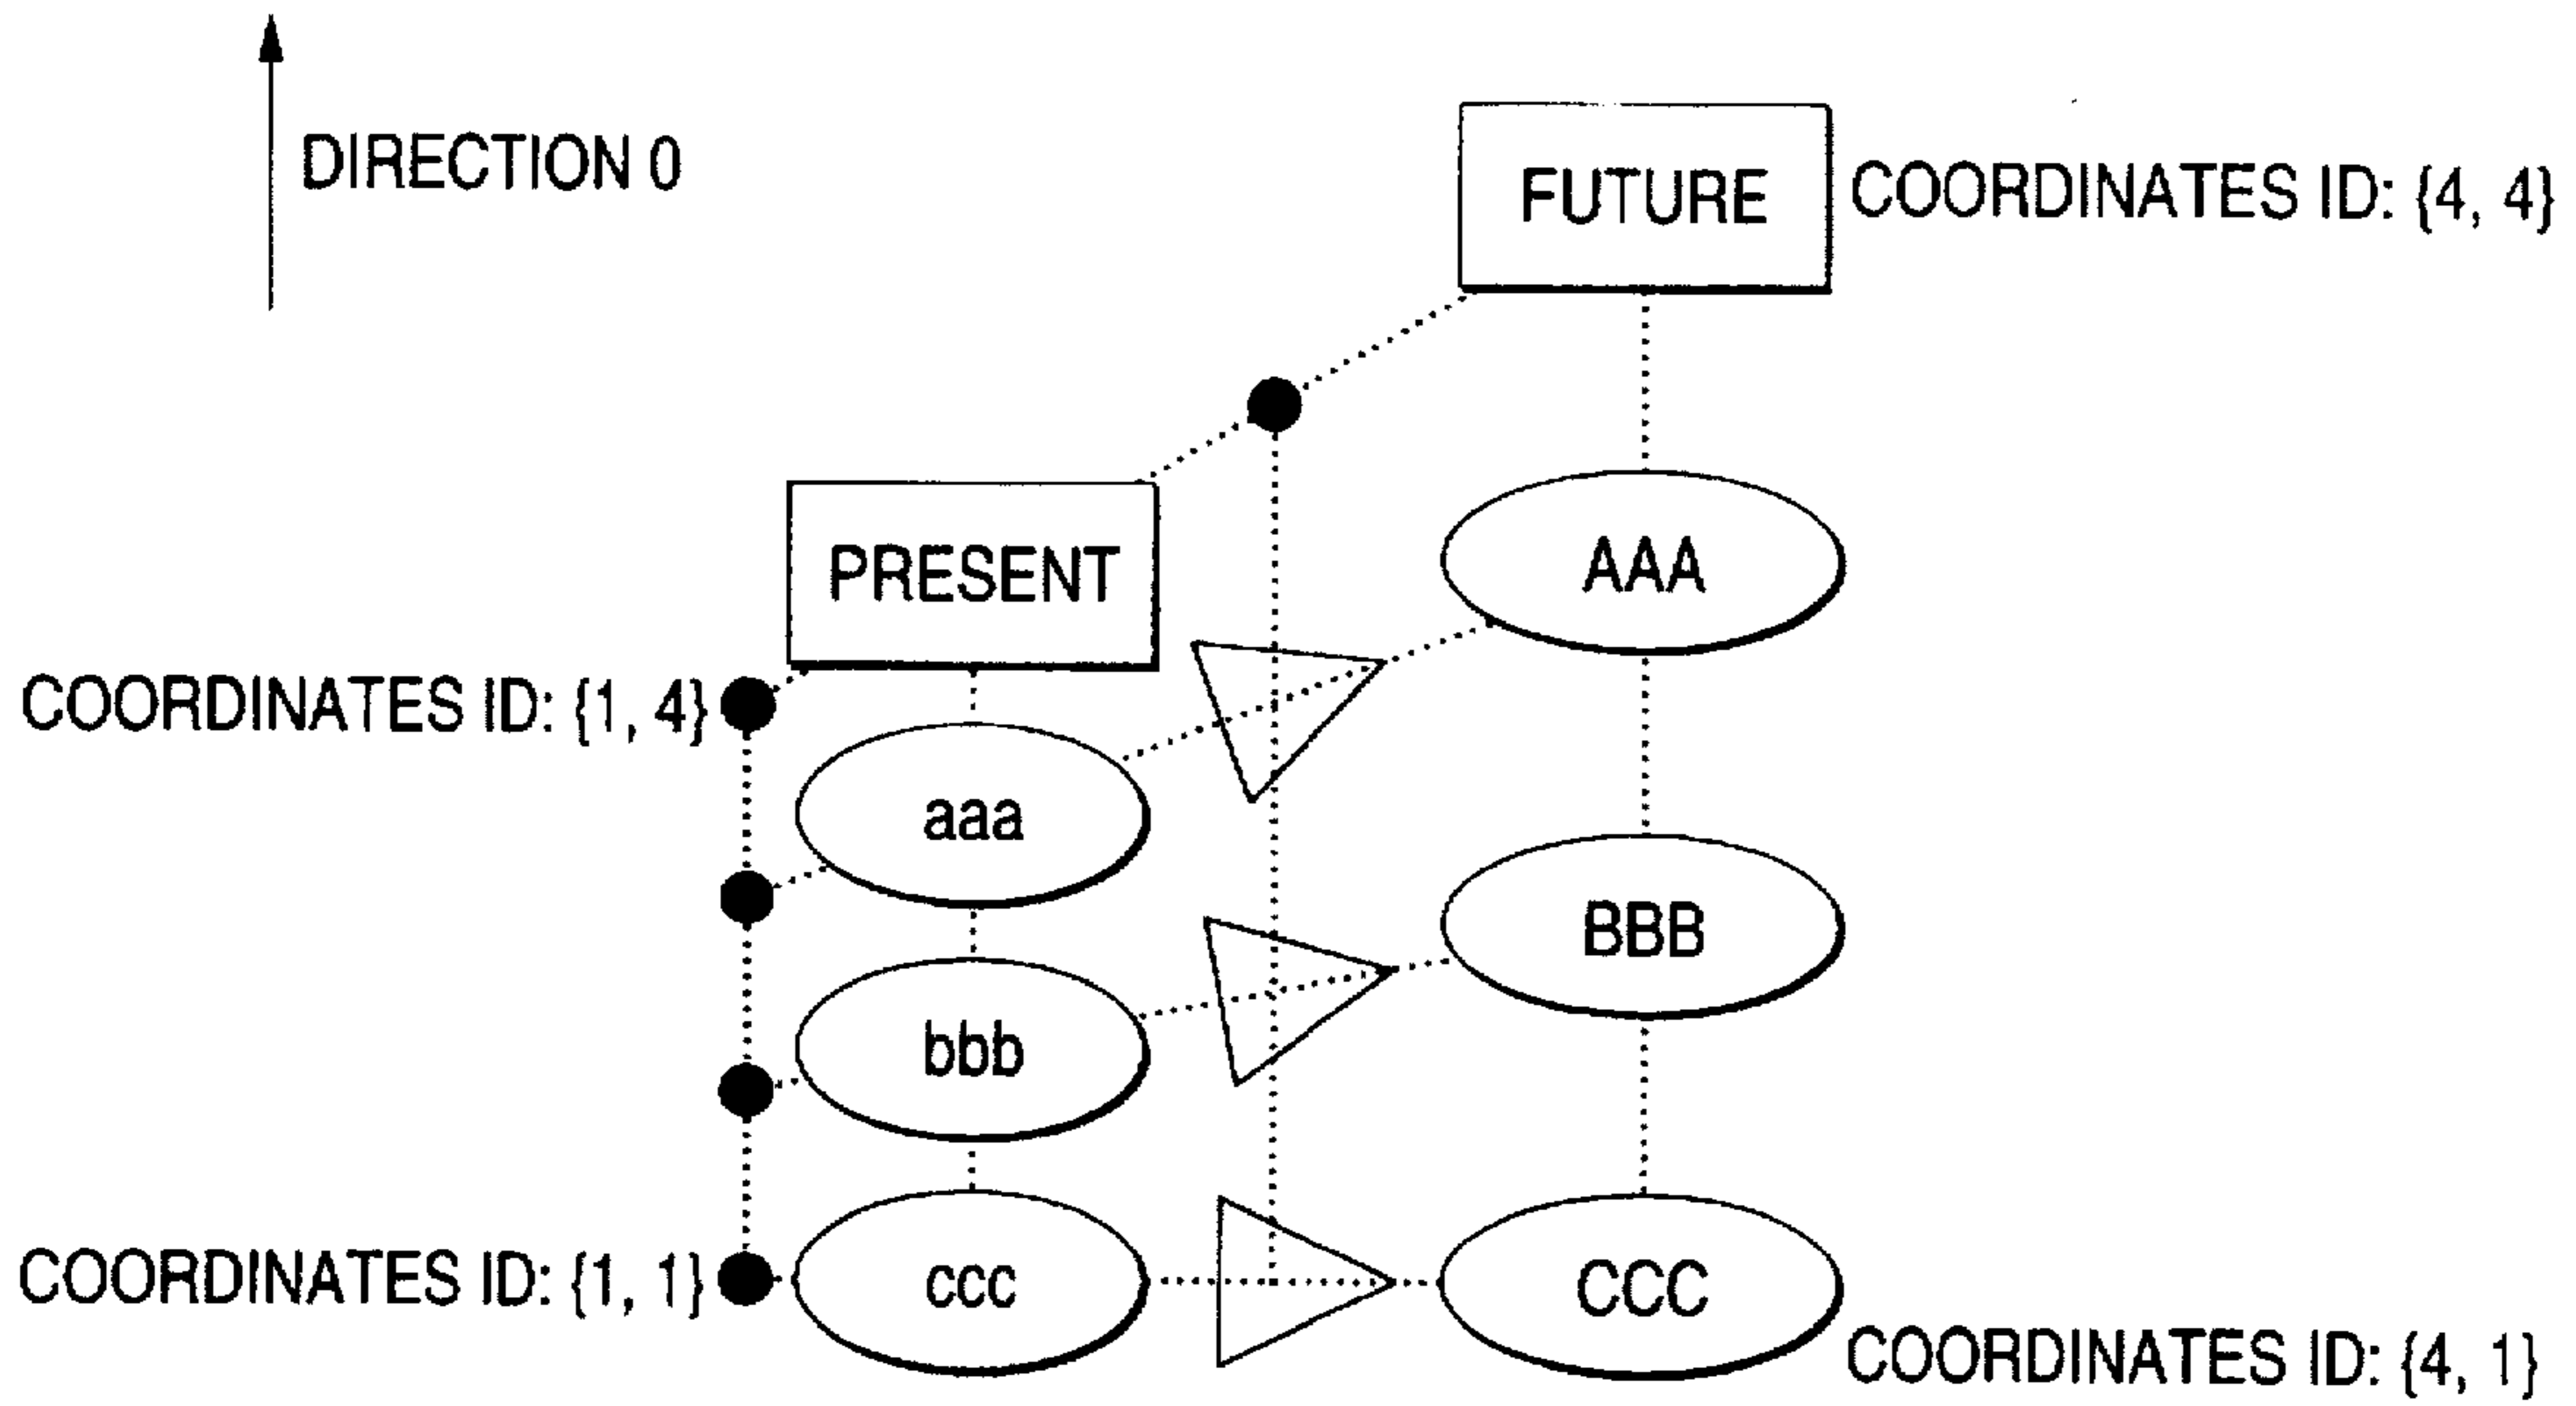 DIRECTION 0
FUTURE
COORDINATES ID: {4, 4}
PRESENT
AAA
COORDINATES ID: {1, 4}
aaa
BBB
bbb
COORDINATES ID: {1, 1}
ccc
CCC
COORDINATES ID: {4, 1}